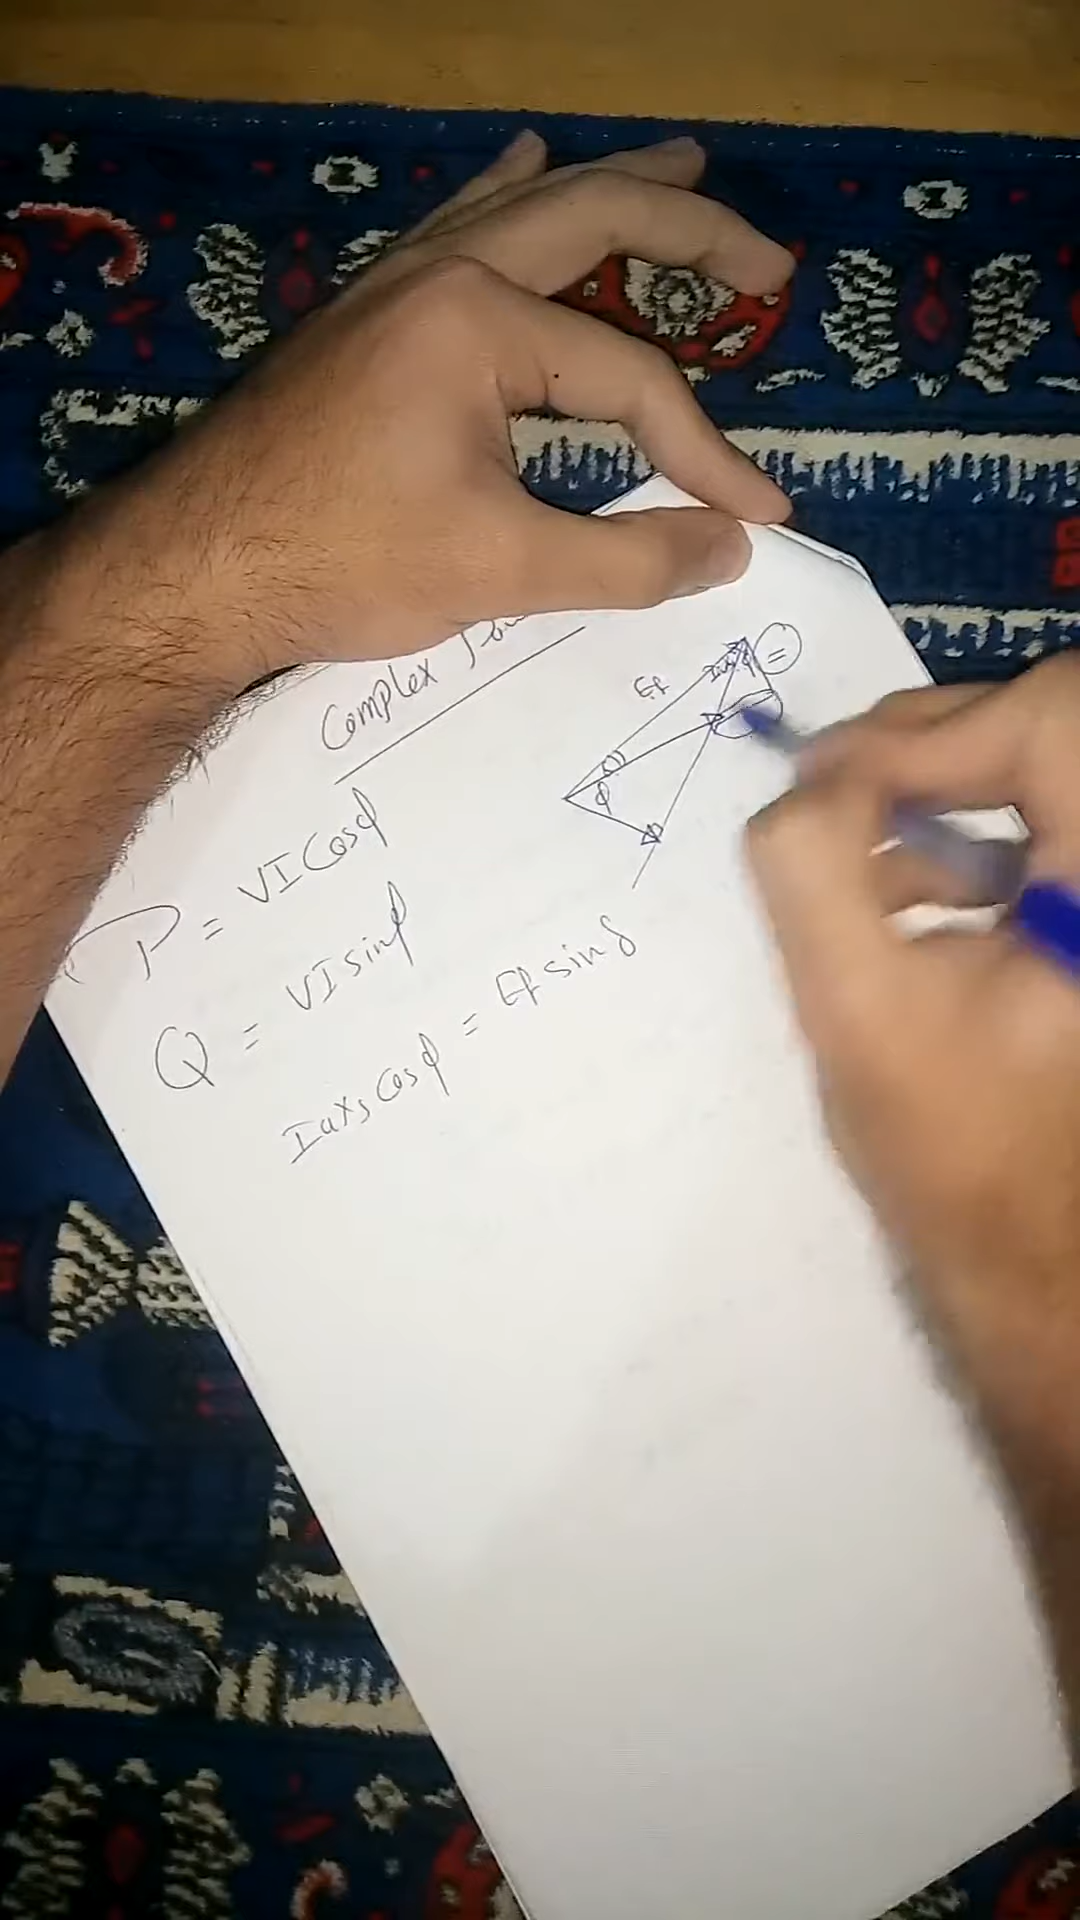 Complex
P = VI Cosφ
Q = VI sinφ
Iaxs Cosφ = Ef sinδ
Ef
φ
=